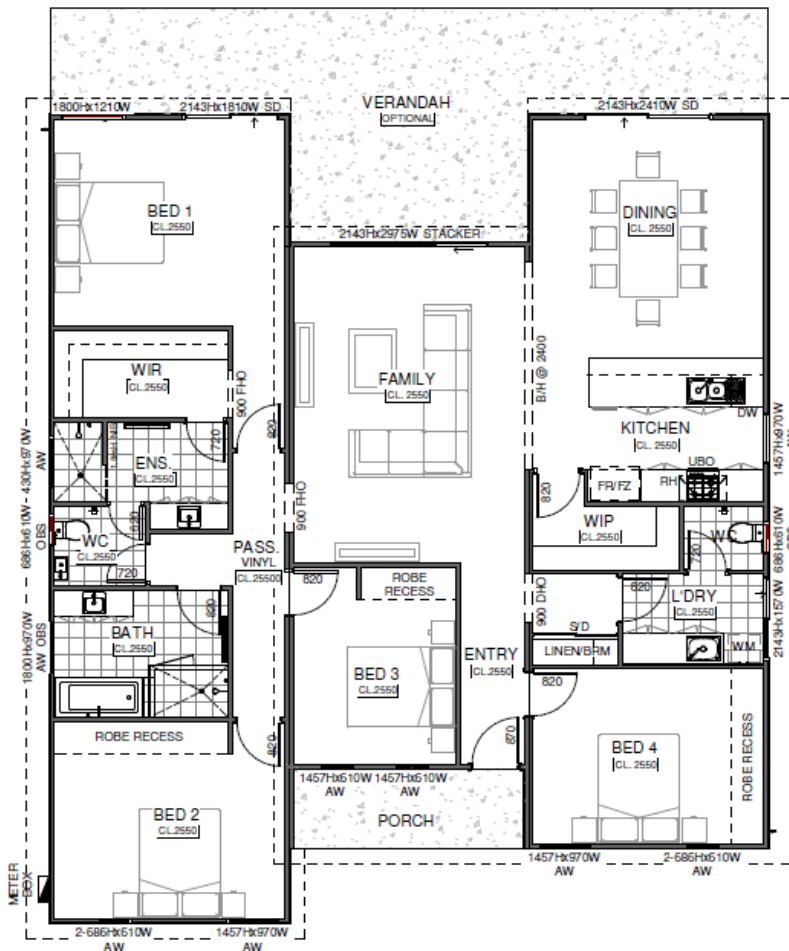 VERANDAH
OPTIONAL
1800Hx1210W
2143Hx1810W SD
2143Hx2410W SD
BED 1
CL.2550
DINING
CL. 2550
2143Hx2975W STACKER
B/H @ 2400
WIR
CL.2550
900 FHO
820
FAMILY
CL. 2550
DW
KITCHEN
CL. 2550
1457Hx970W
UBO
RH
FR/FZ
820
720
ENS.
CL.2550
686Hx610W - 430Hx970W
OBS
AW
900 FHO
WIP
CL.2550
WC
720
686Hx610W
OBS
620
WC
CL.2550
720
PASS.
VINYL
CL.25500
820
ROBE
RECESS
900 DHO
620
L'DRY
CL.2550
2143Hx1570W
820
BATH
CL.2550
1800Hx970W
AW OBS
S/D
LINEN/BRM
WM
BED 3
CL.2550
ENTRY
CL.2550
820
ROBE RECESS
820
870
BED 4
CL. 2550
ROBE RECESS
1457Hx610W 1457Hx610W
AW AW
PORCH
BED 2
CL.2550
1457Hx970W
AW
2-686Hx610W
AW
METER
BOX
2-686Hx610W
AW
1457Hx970W
AW